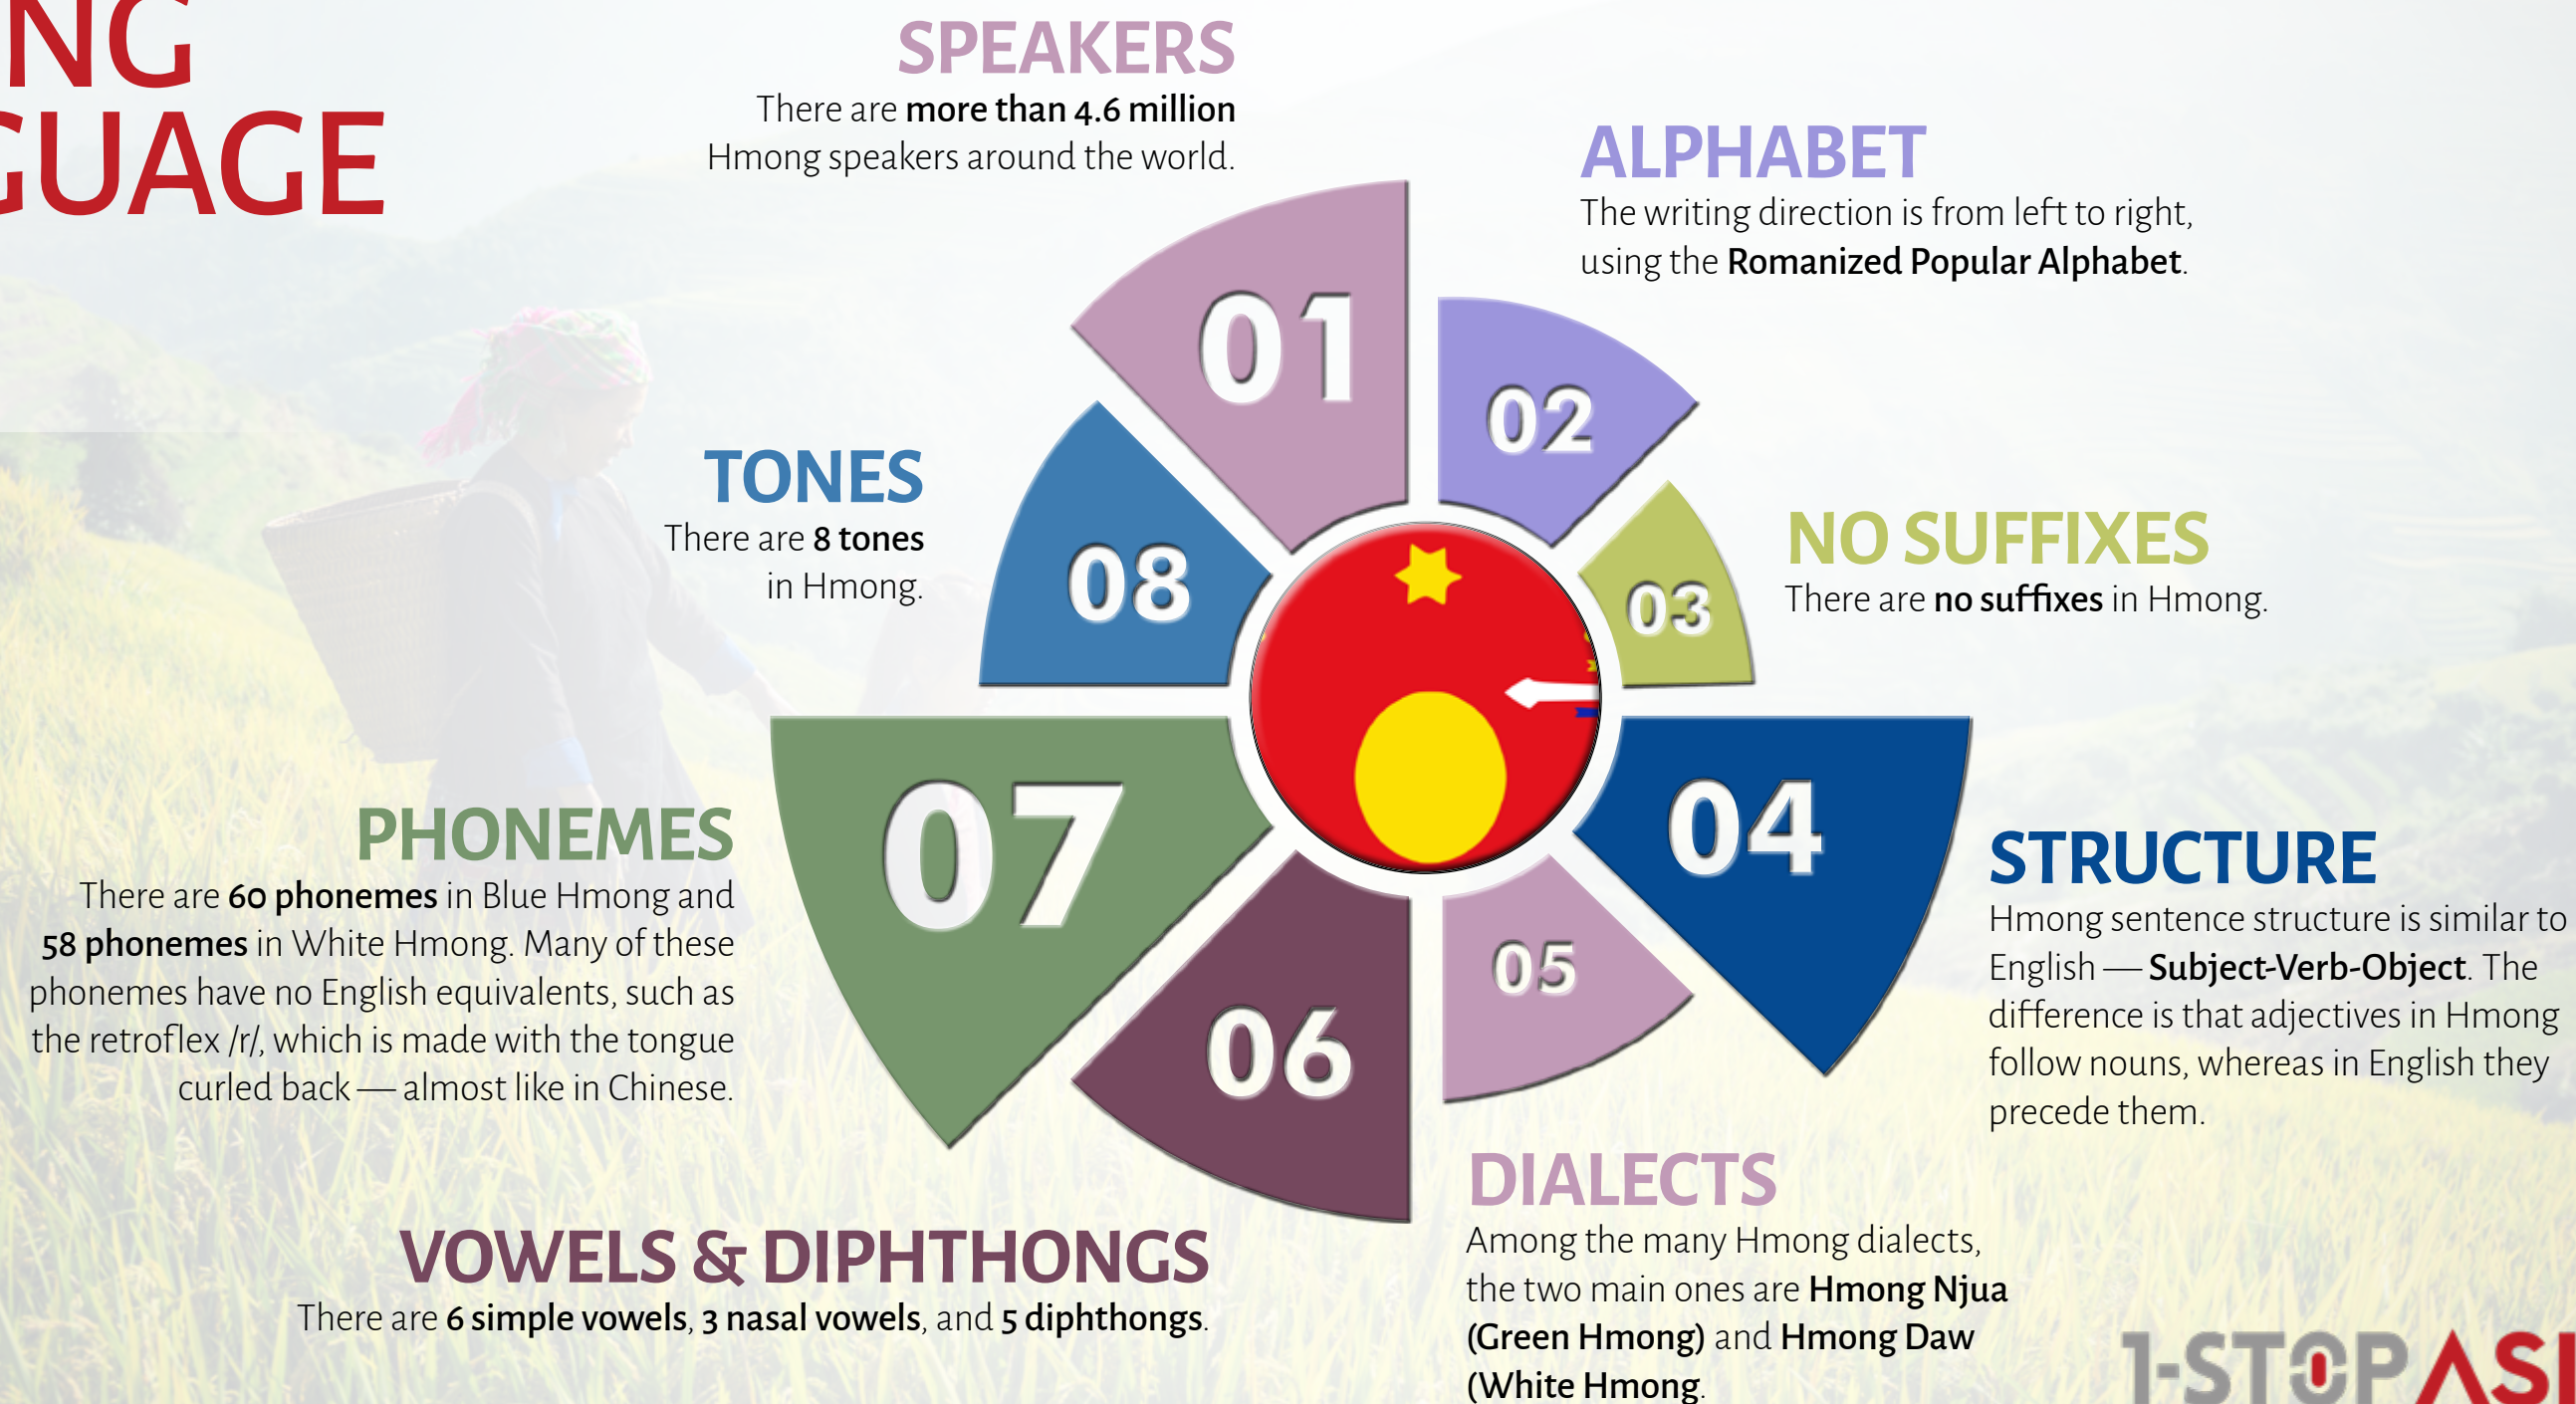 NG
GUAGE
SPEAKERS
There are more than 4.6 million
Hmong speakers around the world.
ALPHABET
The writing direction is from left to right,
using the Romanized Popular Alphabet.
NO SUFFIXES
There are no suffixes in Hmong.
STRUCTURE
Hmong sentence structure is similar to
English — Subject-Verb-Object. The
difference is that adjectives in Hmong
follow nouns, whereas in English they
precede them.
DIALECTS
Among the many Hmong dialects,
the two main ones are Hmong Njua
(Green Hmong) and Hmong Daw
(White Hmong.
VOWELS & DIPHTHONGS
There are 6 simple vowels, 3 nasal vowels, and 5 diphthongs.
PHONEMES
There are 60 phonemes in Blue Hmong and
58 phonemes in White Hmong. Many of these
phonemes have no English equivalents, such as
the retroflex /r/, which is made with the tongue
curled back — almost like in Chinese.
TONES
There are 8 tones
in Hmong.
01
02
03
04
05
06
07
08
1-STOPASI